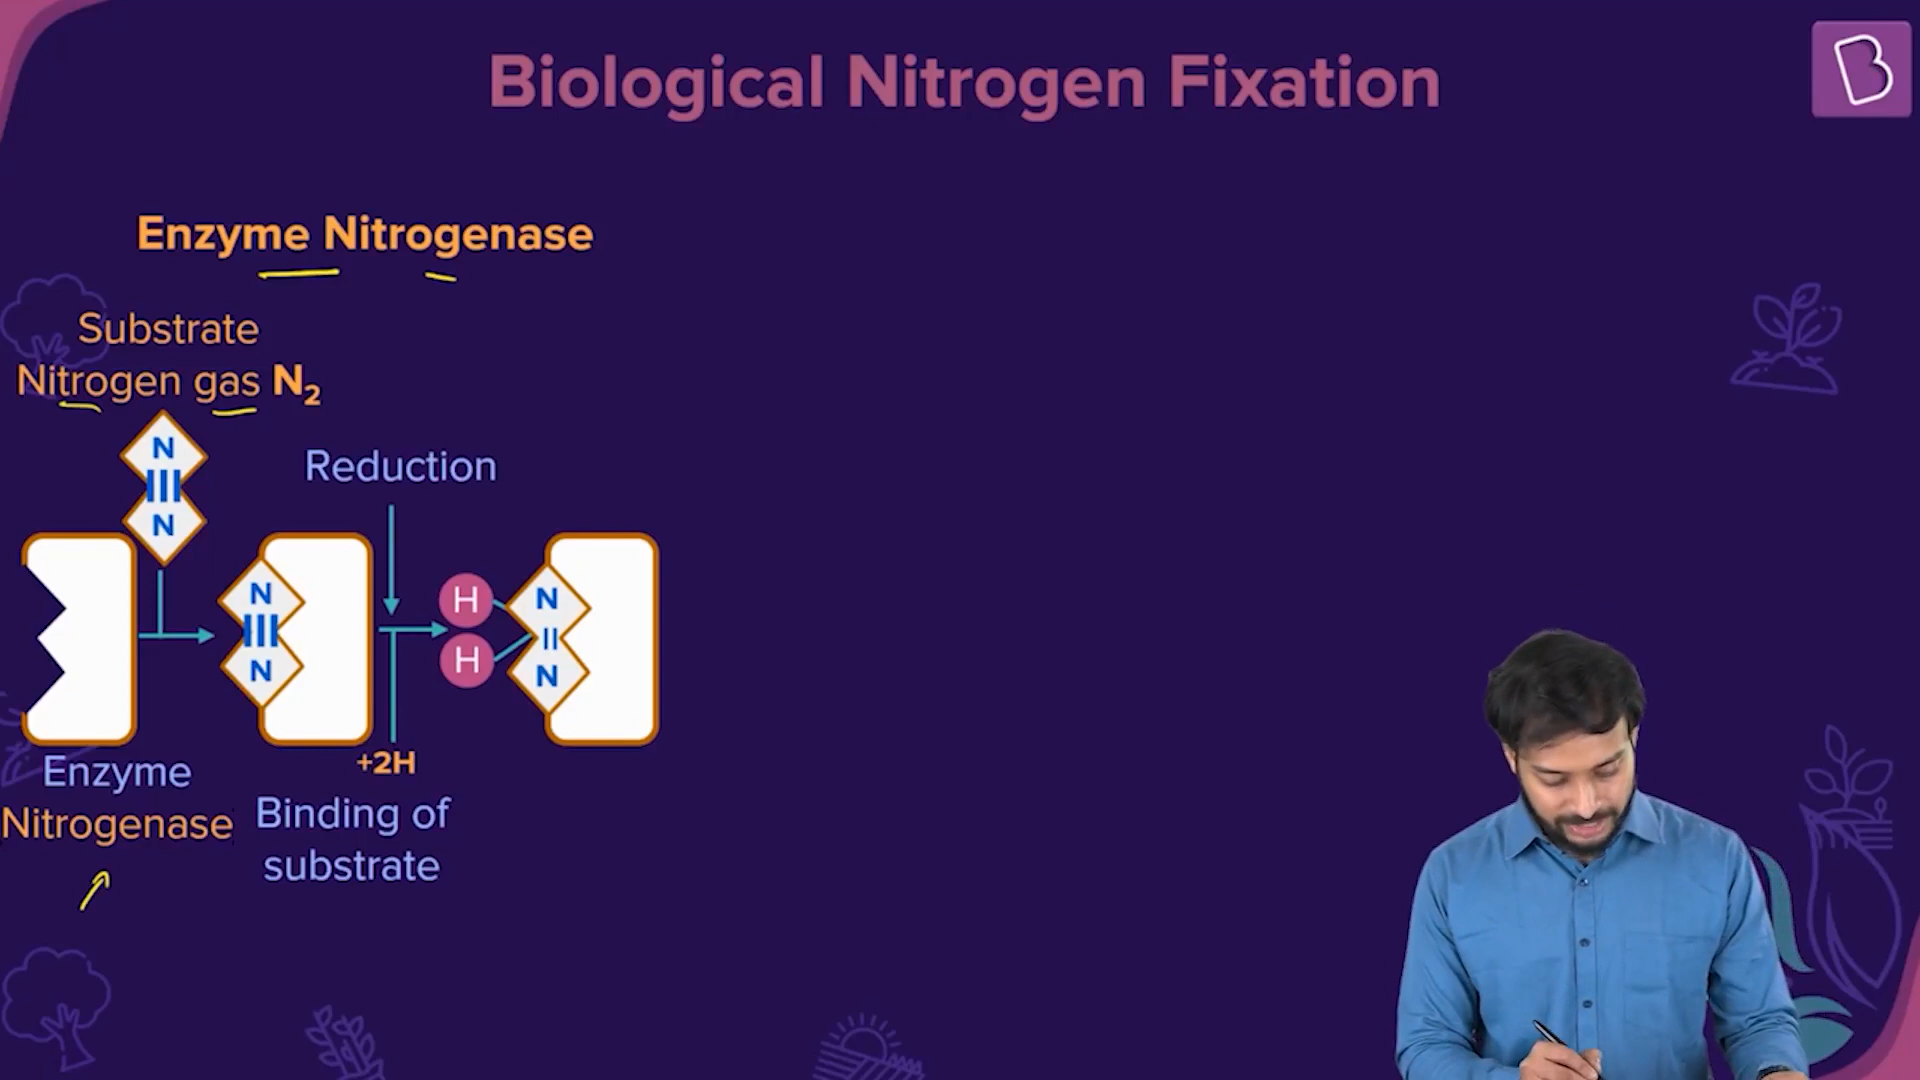 Biological Nitrogen Fixation
B
Enzyme Nitrogenase
Substrate
Nitrogen gas N₂
N
N
Reduction
N
N
H
H
N
N
+2H
Enzyme
Nitrogenase
Binding of
substrate